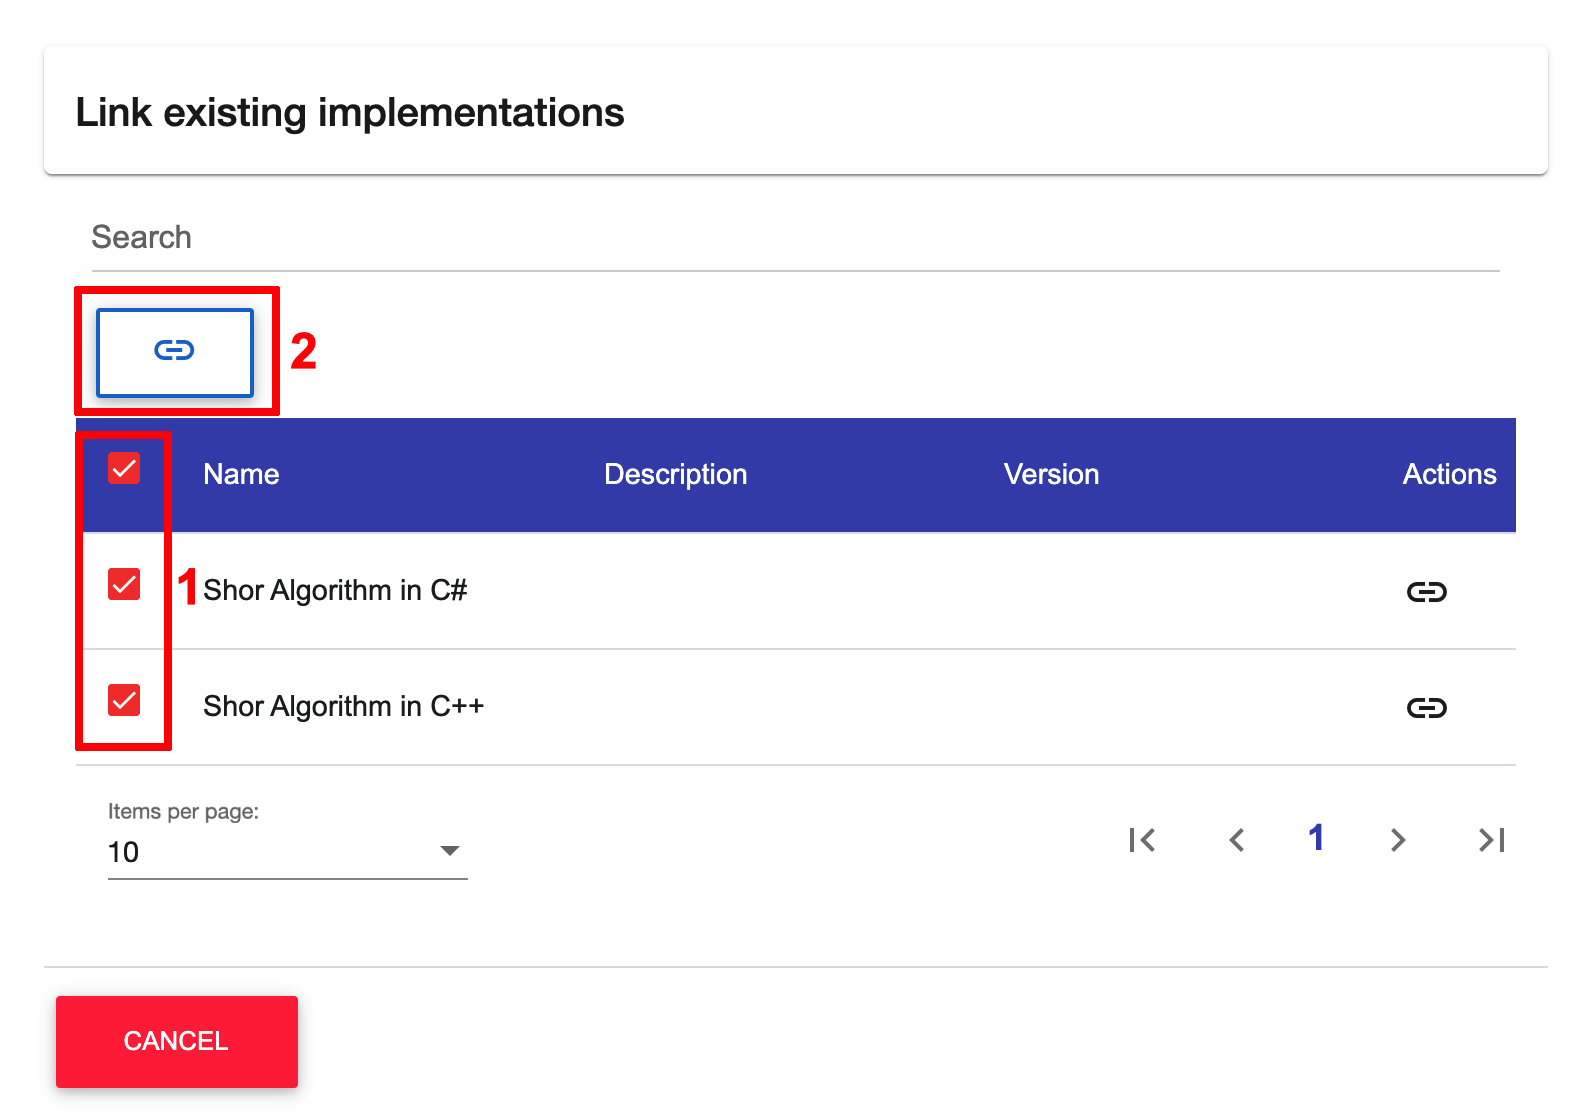 Link existing implementations
Search
2
Name Description Version Actions
1 Shor Algorithm in C#
Shor Algorithm in C++
Items per page:
10
1
CANCEL